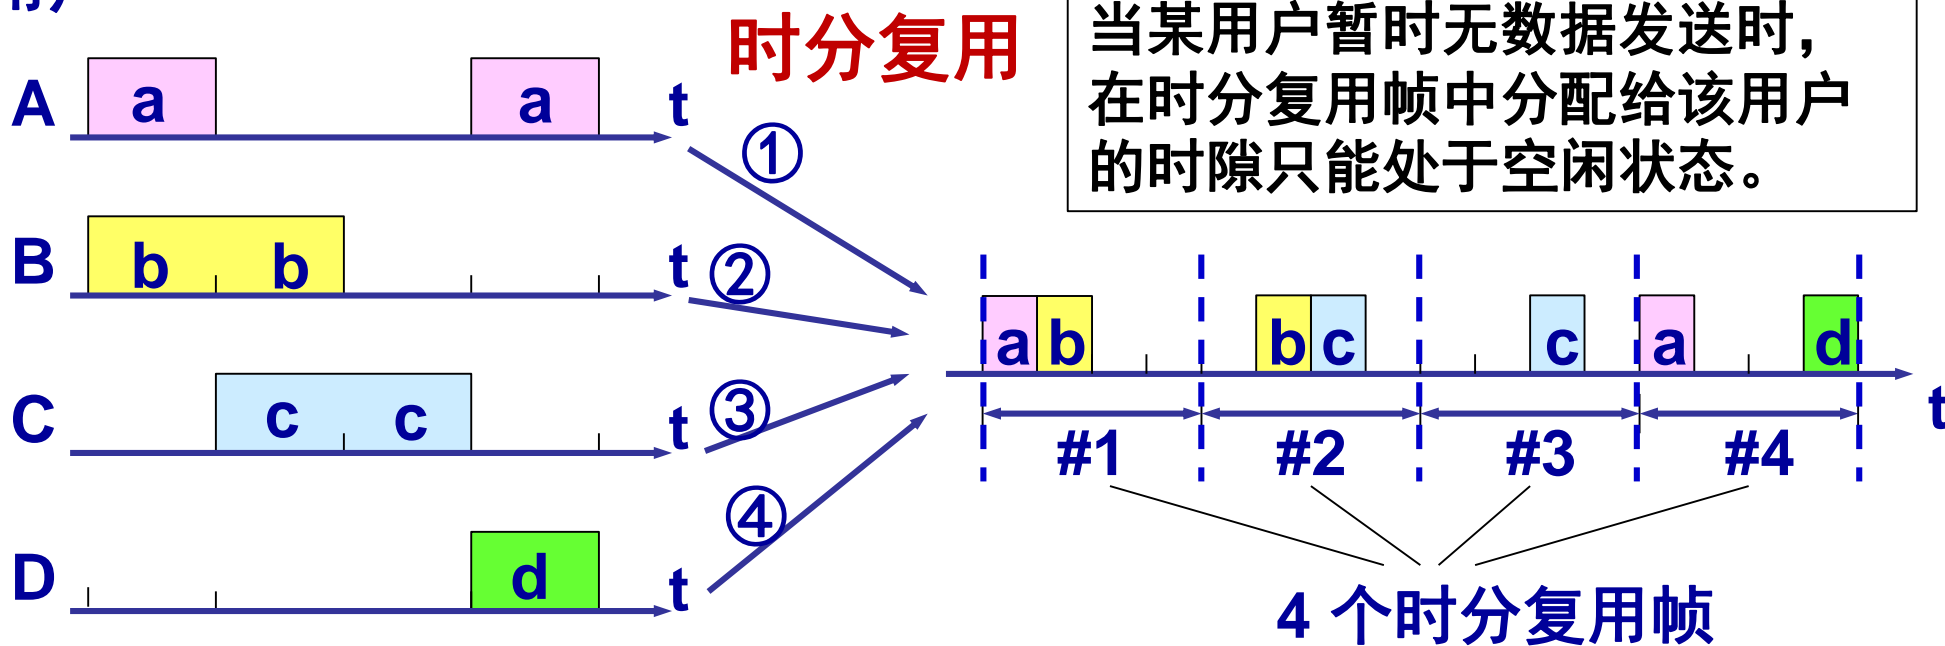 时分复用
当某用户暂时无数据发送时，
在时分复用帧中分配给该用户
的时隙只能处于空闲状态。
A a a t
①
B b b t
②
C c c t
③
D d t
④
a b b c c a d
t
#1 #2 #3 #4
4 个时分复用帧